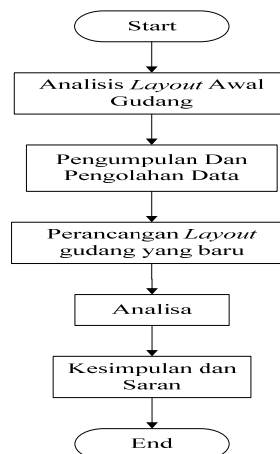 Start
Analisis Layout Awal
Gudang
Pengumpulan Dan
Pengolahan Data
Perancangan Layout
gudang yang baru
Analisa
Kesimpulan dan
Saran
End